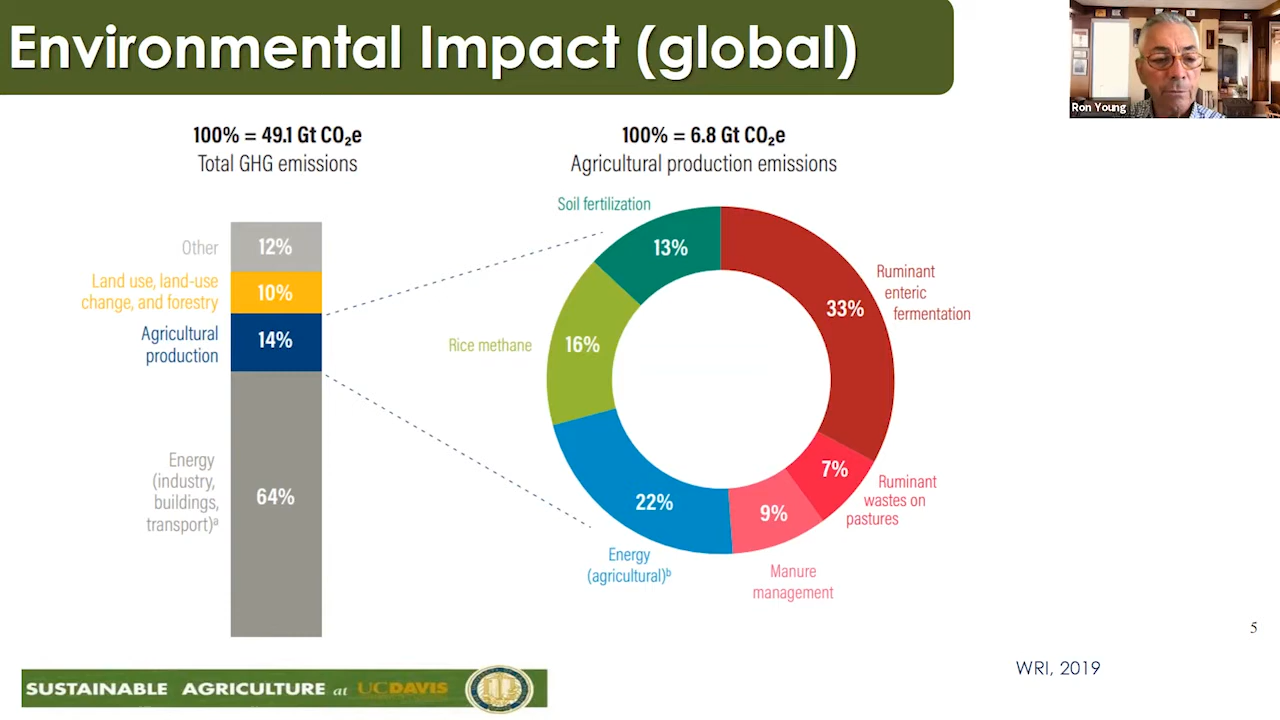 Environmental Impact (global)
Ron Young
100% = 49.1 Gt CO₂e
Total GHG emissions
100% = 6.8 Gt CO₂e
Agricultural production emissions
Other
12%
Land use, land-use
change, and forestry
10%
Agricultural
production
14%
Energy
(industry,
buildings,
transport)ᵃ
64%
Soil fertilization
13%
Ruminant
enteric
fermentation
33%
Rice methane
16%
7%
Ruminant
wastes on
pastures
22%
9%
Energy
(agricultural)ᵇ
Manure
management
5
WRI, 2019
SUSTAINABLE AGRICULTURE at UCDAVIS